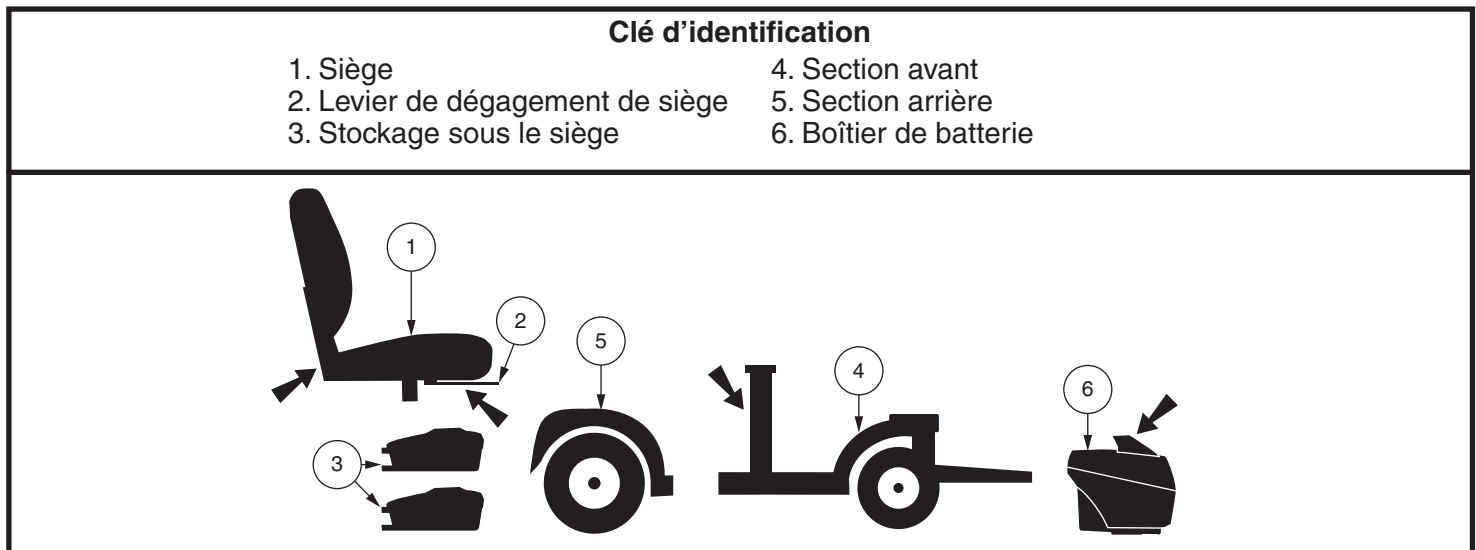 Clé d’identification
1. Siège
2. Levier de dégagement de siège
3. Stockage sous le siège
4. Section avant
5. Section arrière
6. Boîtier de batterie
1
2
5
4
6
3